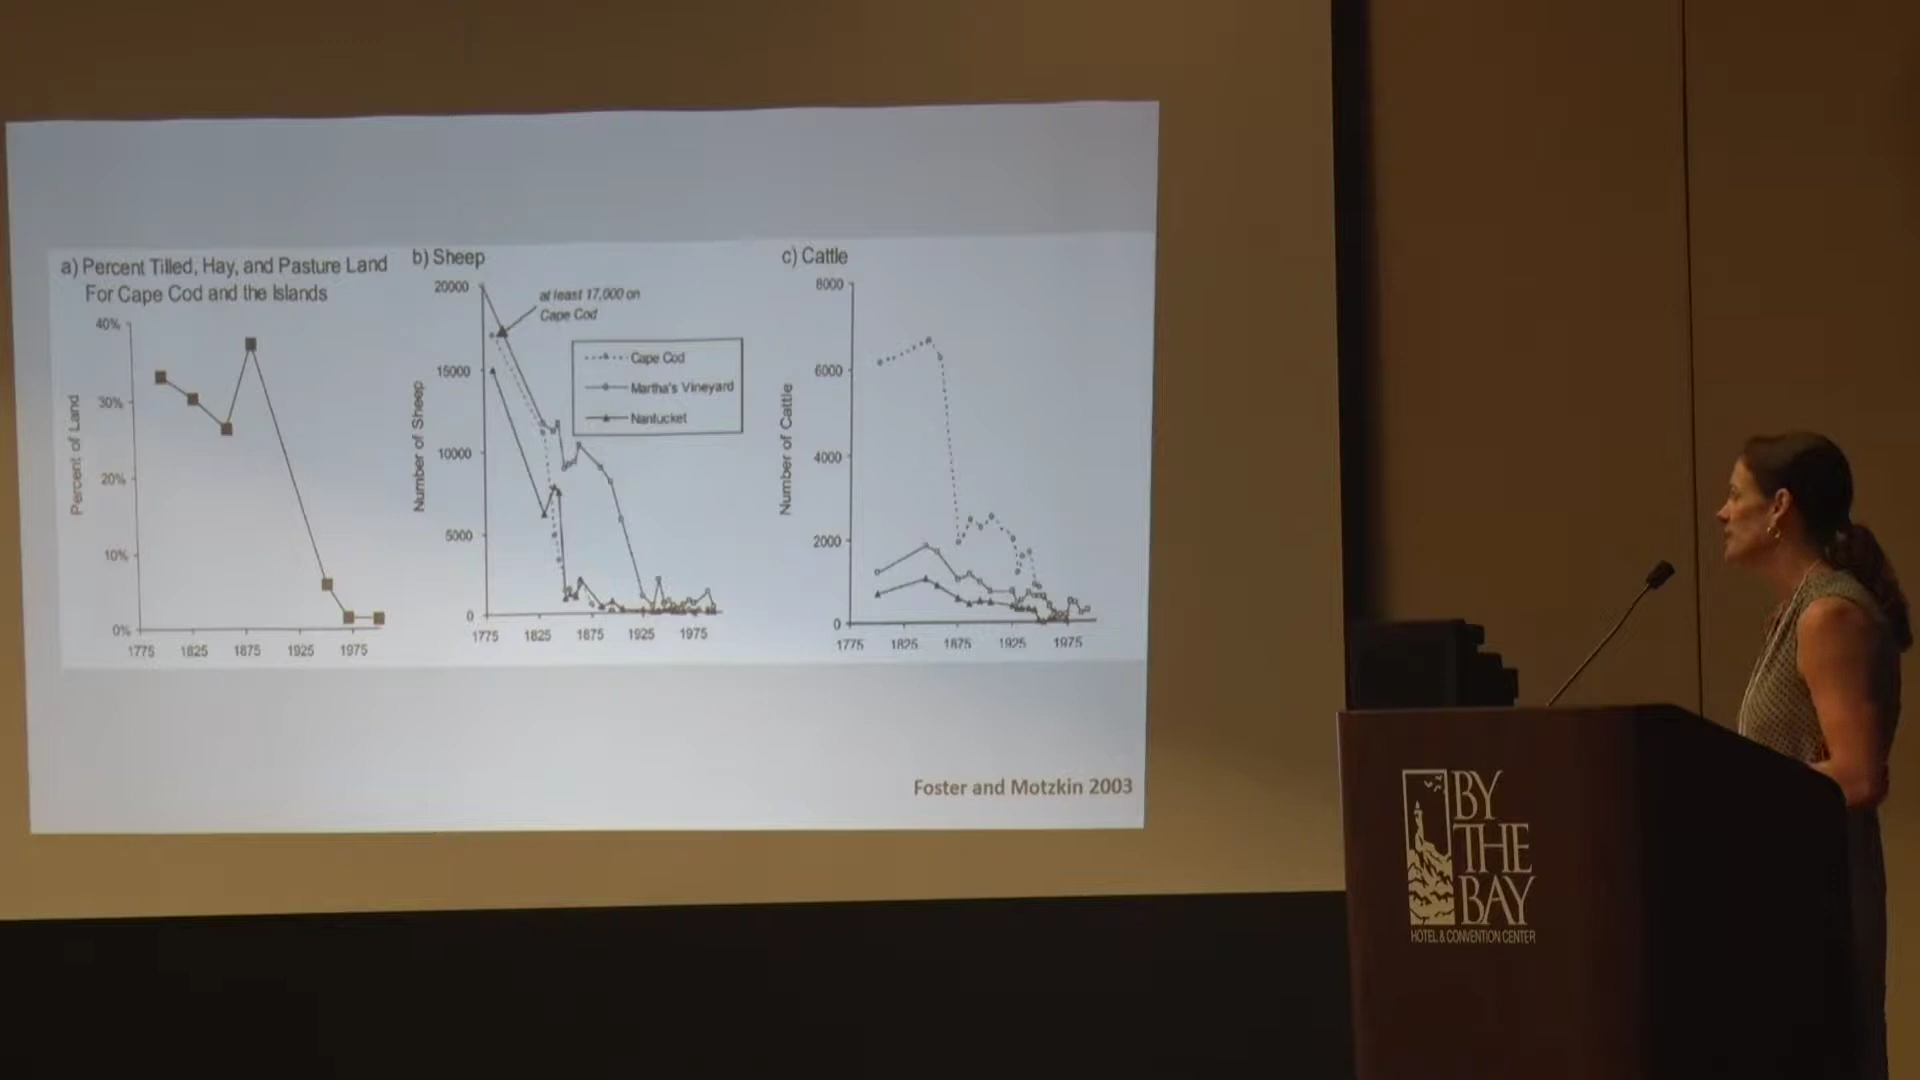 a) Percent Tilled, Hay, and Pasture Land
For Cape Cod and the Islands
Percent of Land
40%
30%
20%
10%
0%
1775 1825 1875 1925 1975
b) Sheep
Number of Sheep
20000
15000
10000
5000
0
at least 17,000 on
Cape Cod
Cape Cod
Martha's Vineyard
Nantucket
1775 1825 1875 1925 1975
c) Cattle
Number of Cattle
8000
6000
4000
2000
0
1775 1825 1875 1925 1975
Foster and Motzkin 2003
BY
THE
BAY
HOTEL & CONVENTION CENTER